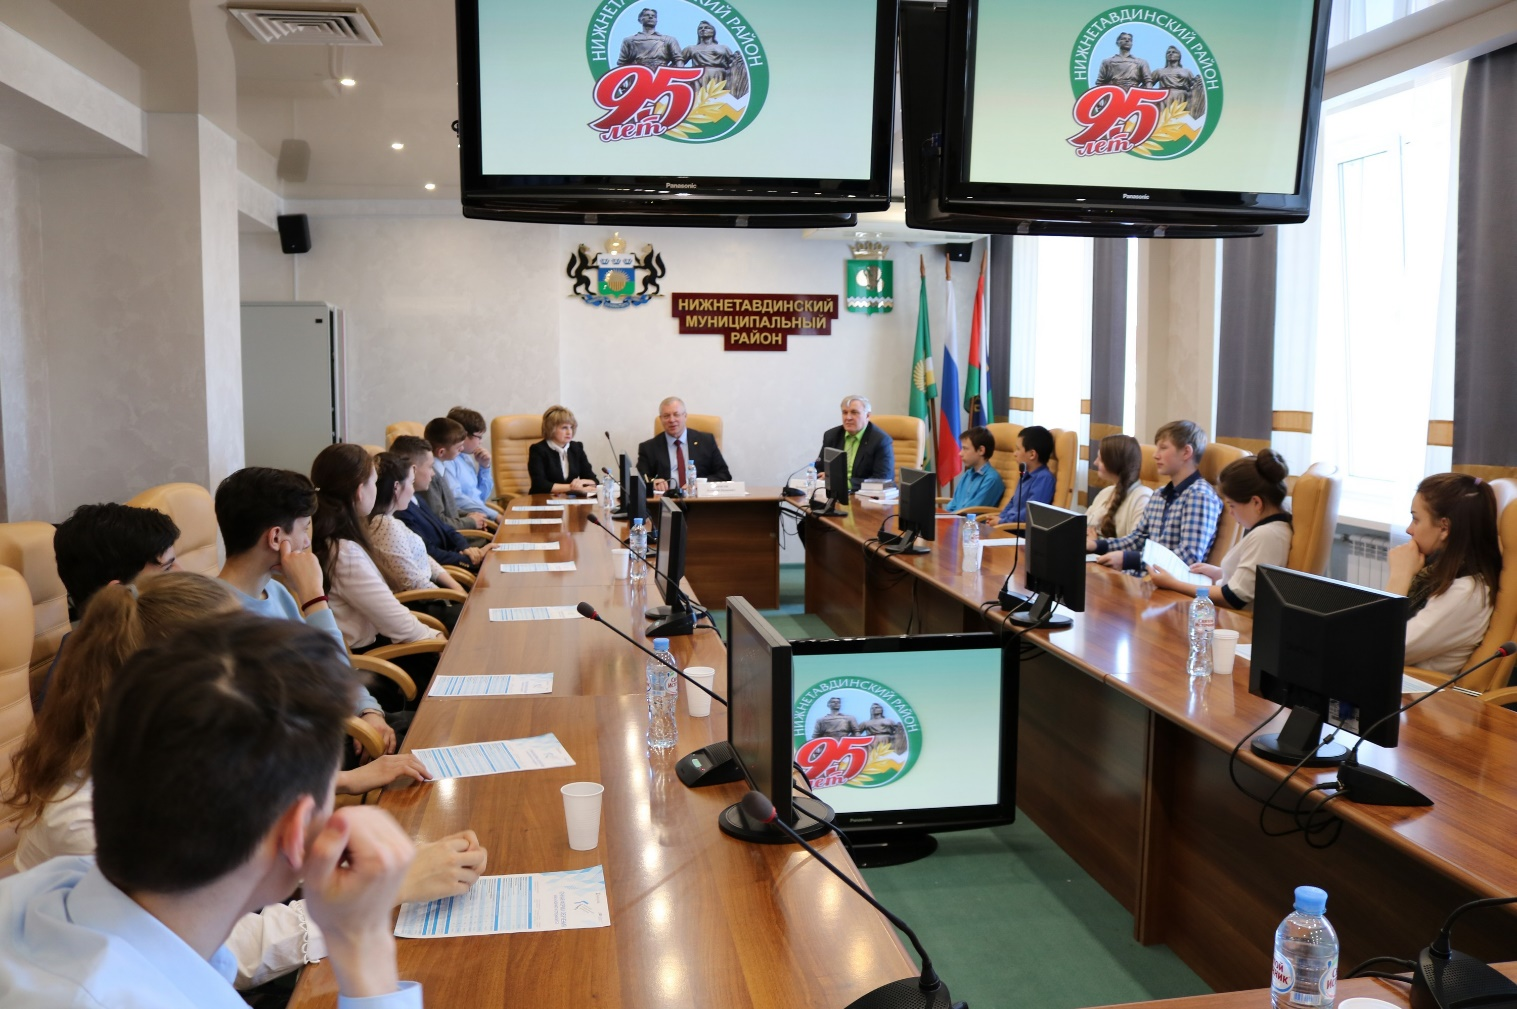 НИЖНЕТАВДИНСКИЙ РАЙОН
95
лет
Panasonic
НИЖНЕТАВДИНСКИЙ РАЙОН
95
лет
Panasonic
НИЖНЕТАВДИНСКИЙ
МУНИЦИПАЛЬНЫЙ
РАЙОН
НИЖНЕТАВДИНСКИЙ РАЙОН
95
лет
Panasonic